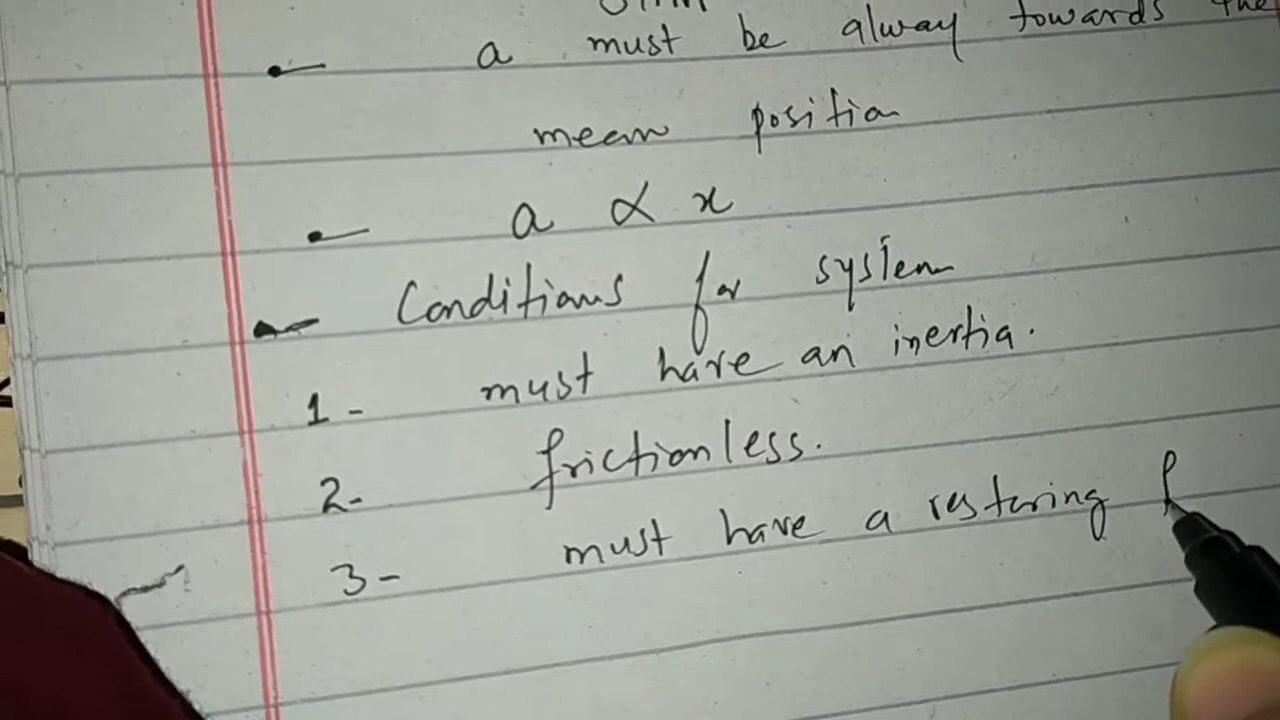 a must be alway towards the
mean position
a ∝ x
Conditions for system
1- must have an inertia.
2- frictionless.
3- must have a restoring f